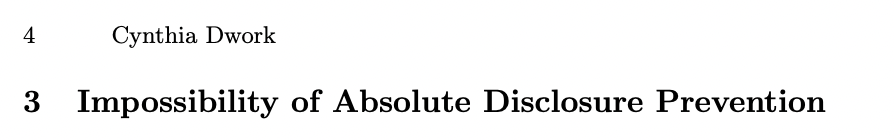 4 Cynthia Dwork
3 Impossibility of Absolute Disclosure Prevention